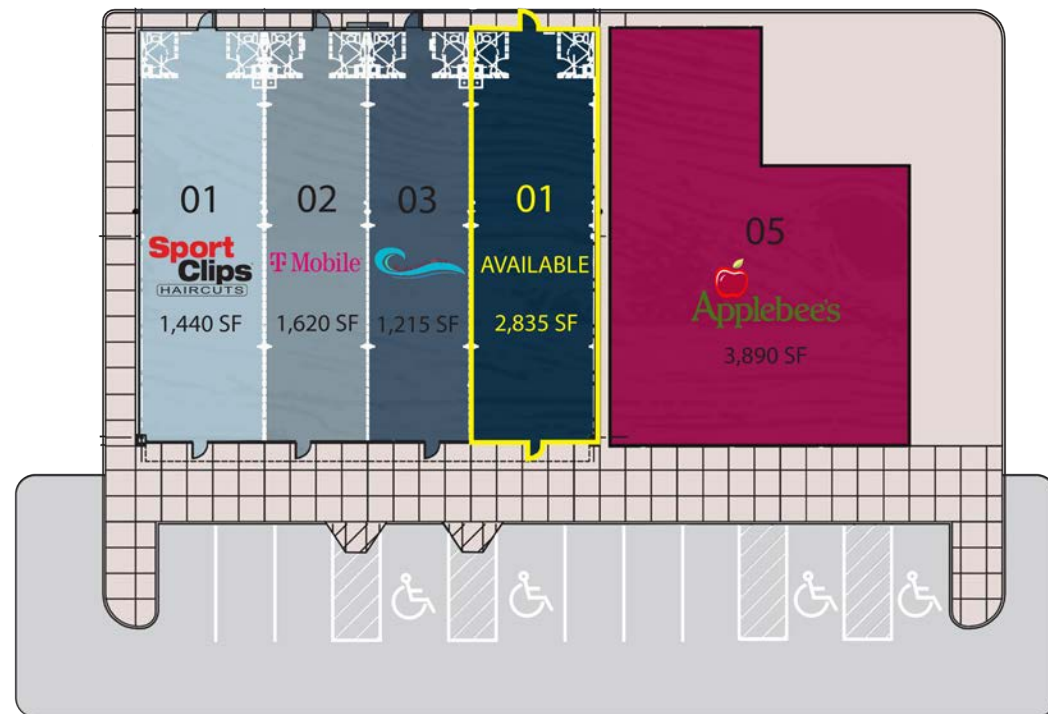 01
Sport
Clips
HAIRCUTS
1,440 SF
02
T Mobile
1,620 SF
03
1,215 SF
01
AVAILABLE
2,835 SF
05
Applebee's
3,890 SF